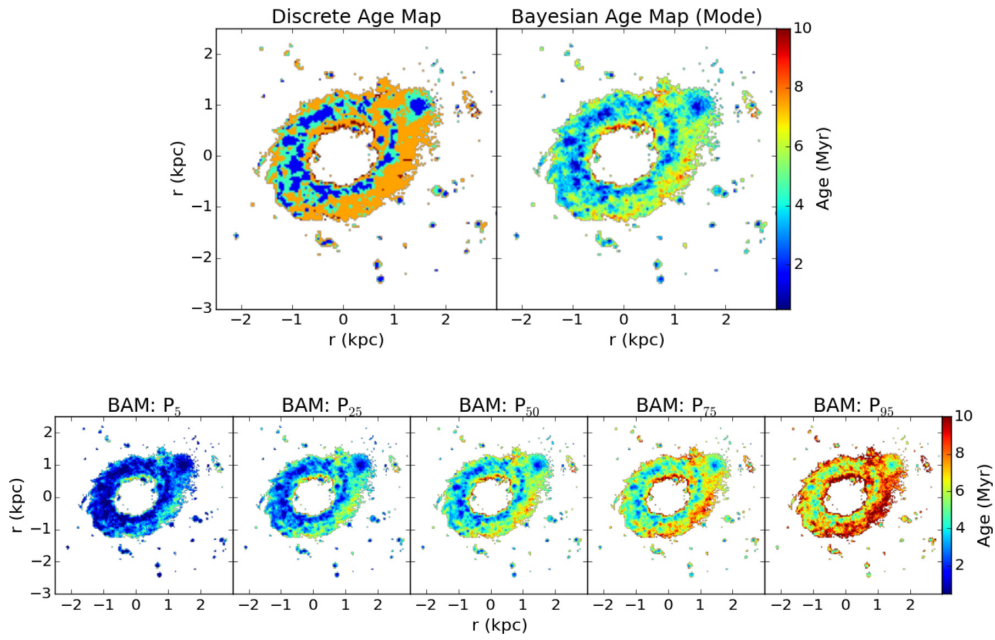 Discrete Age Map
Bayesian Age Map (Mode)
r (kpc)
2
1
0
−1
−2
−3
−2 −1 0 1 2
−2 −1 0 1 2
r (kpc)
r (kpc)
10
8
6
4
2
Age (Myr)
BAM: P5
BAM: P25
BAM: P50
BAM: P75
BAM: P95
r (kpc)
2
1
0
−1
−2
−3
−2 −1 0 1 2
−2 −1 0 1 2
−2 −1 0 1 2
−2 −1 0 1 2
−2 −1 0 1 2
r (kpc)
10
8
6
4
2
Age (Myr)